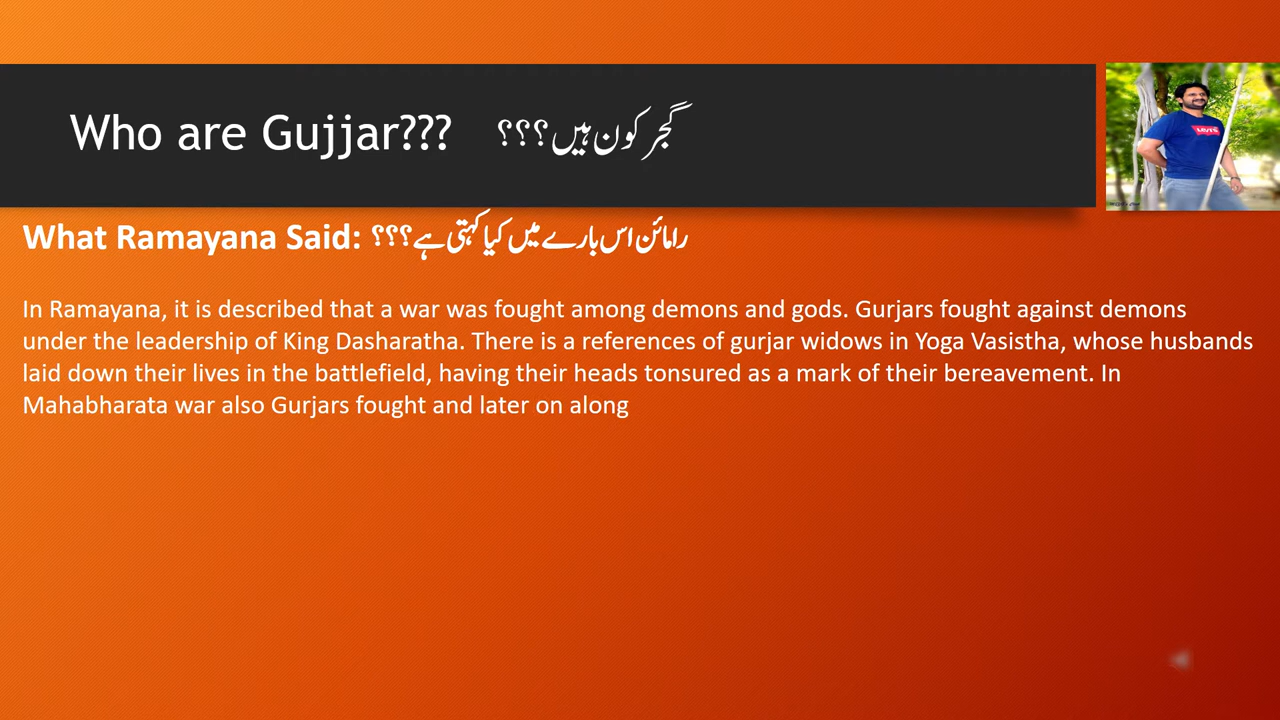 Who are Gujjar??? گجر کون ہیں؟؟؟
What Ramayana Said: رامائن اس بارے میں کیا کہتی ہے؟؟؟
In Ramayana, it is described that a war was fought among demons and gods. Gurjars fought against demons
under the leadership of King Dasharatha. There is a references of gurjar widows in Yoga Vasistha, whose husbands
laid down their lives in the battlefield, having their heads tonsured as a mark of their bereavement. In
Mahabharata war also Gurjars fought and later on along
LEVI'S